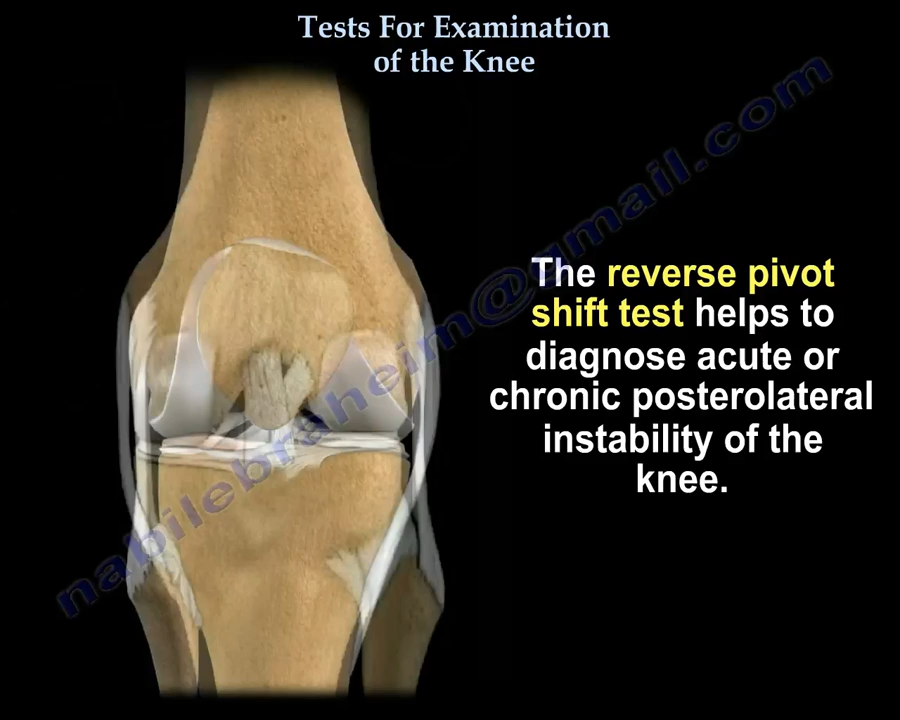 Tests For Examination
of the Knee
The reverse pivot
shift test helps to
diagnose acute or
chronic posterolateral
instability of the
knee.
nabilebraheim@gmail.com